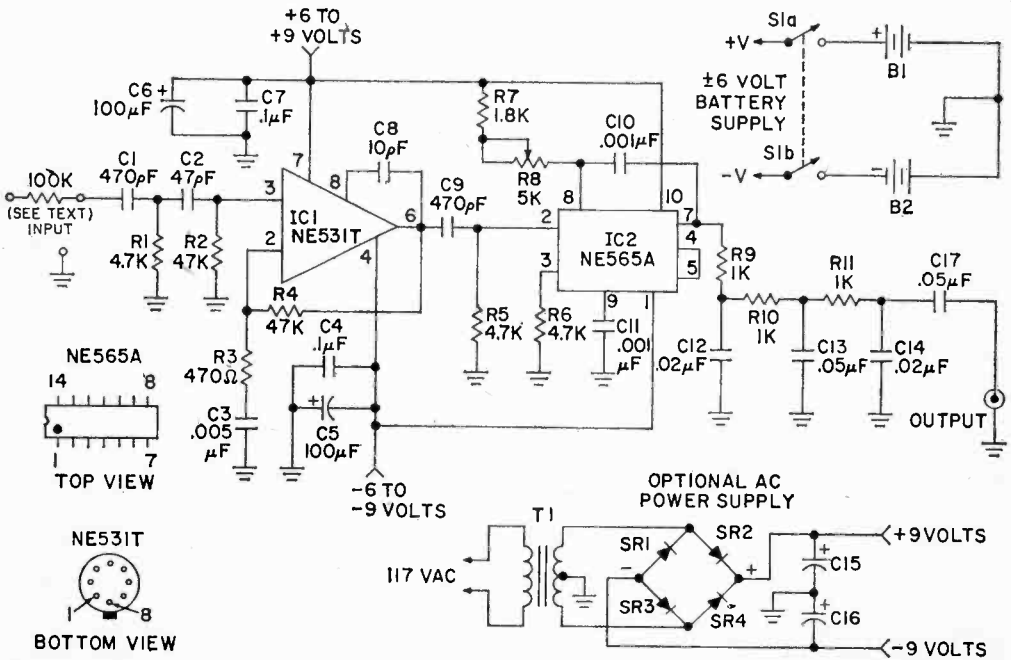 +6 TO
+9 VOLTS
C6
100µF
+
C7
.1µF
R7
1.8K
C10
.001µF
C8
10pF
R8
5K
100K
(SEE TEXT)
INPUT
C1
470pF
C2
47pF
R1
4.7K
R2
47K
3
2
7
8
6
4
IC1
NE531T
C9
470pF
2
3
8
10
7
4
5
9
1
IC2
NE565A
R4
47K
R3
470Ω
C3
.005
µF
C4
.1µF
+
C5
100µF
-6 TO
-9 VOLTS
R5
4.7K
R6
4.7K
C11
.001
µF
R9
1K
R10
1K
R11
1K
C12
.02µF
C13
.05µF
C14
.02µF
C17
.05µF
OUTPUT
S1a
+V
+
B1
±6 VOLT
BATTERY
SUPPLY
S1b
-V
-
B2
NE565A
14 8
1 7
TOP VIEW
NE531T
1 8
BOTTOM VIEW
OPTIONAL AC
POWER SUPPLY
T1
117 VAC
SR1
SR2
SR3
SR4
-
+
+
C15
+
C16
+9 VOLTS
-9 VOLTS